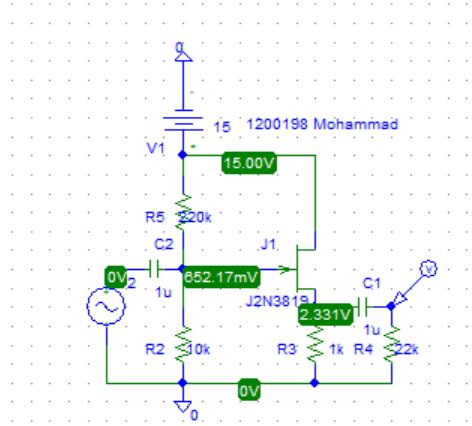 0
15 1200198 Mohammad
V1
15.00V
R5 220k
C2
J1
0V 2
652.17mV
C1
V
1u
J2N3819
2.331V
1u
R2 10k
R3 1k
R4 22k
0V
0